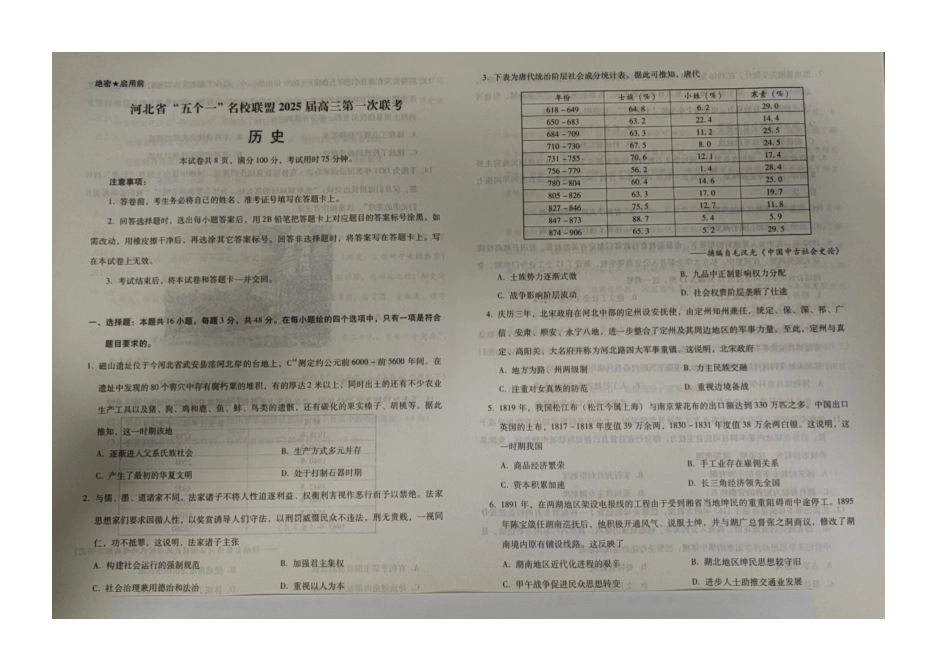 绝密★启用前
河北省“五个一”名校联盟2025届高三第一次联考
历史
本试卷共8页，满分100分，考试用时75分钟。
注意事项：
1. 答卷前，考生务必将自己的姓名、准考证号填写在答题卡上。
2. 回答选择题时，选出每小题答案后，用2B铅笔把答题卡上对应题目的答案标号涂黑。如
需改动，用橡皮擦干净后，再选涂其它答案标号。回答非选择题时，将答案写在答题卡上。写
在本试卷上无效。
3. 考试结束后，将本试卷和答题卡一并交回。
一、选择题：本题共16小题，每题3分，共48分。在每小题给的四个选项中，只有一项是符合
题目要求的。
1. 磁山遗址位于今河北省武安县洺河北岸的台地上，C14测定约公元前6000－前5600年间。在
遗址中发现的80个窖穴中存有腐朽粟的堆积，有的厚达2米以上，同时出土的还有不少农业
生产工具以及猪、狗、鸡和鹿、鱼、蚌、鸟类的遗骸，还有碳化的果实榛子、胡桃等。据此
推知，这一时期该地
A. 逐渐进入父系氏族社会
B. 生产方式多元并存
C. 产生了最初的华夏文明
D. 处于打制石器时期
2. 与儒、墨、道诸家不同，法家诸子不将人性追逐利益、权衡利害视作恶行而予以禁绝。法家
思想家们要求因循人性，以奖赏诱导人们守法，以刑罚威慑民众不违法，刑无贵贱，一视同
仁，功不抵罪。这说明，法家诸子主张
A. 构建社会运行的强制规范
B. 加强君主集权
C. 社会治理兼用德治和法治
D. 重视以人为本
3. 下表为唐代统治阶层社会成分统计表。据此可推知，唐代
年份 士族（%） 小姓（%） 寒素（%）
618－649 64.8 6.2 29.0
650－683 63.2 22.4 14.4
684－709 63.3 11.2 25.5
710－730 67.5 8.0 24.5
731－755 70.6 12.1 17.4
756－779 56.2 1.4 28.4
780－804 60.4 14.6 25.0
805－826 63.3 17.0 19.7
827－846 75.5 12.7 11.8
847－873 88.7 5.4 5.9
874－906 65.3 5.2 29.5
——摘编自毛汉光《中国中古社会史论》
A. 士族势力逐渐式微
B. 九品中正制影响权力分配
C. 战争影响阶层流动
D. 社会权贵阶层垄断了仕途
4. 庆历三年，北宋政府在河北中部的定州设安抚使，由定州知州兼任，统定、保、深、祁、广
信、安肃、顺安、永宁八地，进一步整合了定州及其周边地区的军事力量。至此，定州与真
定、高阳关、大名府并称为河北路四大军事重镇。这说明，北宋政府
A. 地方为路、州两级制
B. 力主民族交融
C. 注重对女真族的防范
D. 重视边境备战
5. 1819年，我国松江布（松江今属上海）与南京紫花布的出口额达到330万匹之多。中国出口
英国的土布，1817－1818年度值39万余两，1830－1831年度值38万余两白银。这说明，这
一时期我国
A. 商品经济繁荣
B. 手工业存在雇佣关系
C. 资本积累加速
D. 长三角经济领先全国
6. 1891年，在两湖地区架设电报线的工程由于受到湘省当地绅民的重重阻碍而中途停工。1895
年陈宝箴任湖南巡抚后，他积极开通风气、说服士绅，并与湖广总督张之洞商议，修改了湖
南境内原有铺设线路。这反映了
A. 湖南地区近代化进程的艰辛
B. 湖北地区绅民思想较守旧
C. 甲午战争促进民众思想转变
D. 进步人士助推交通业发展